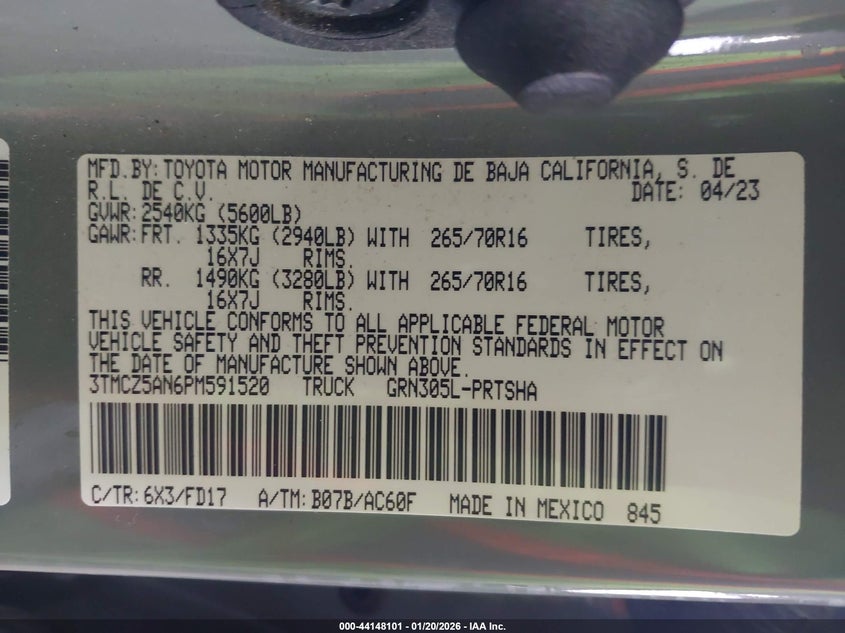 MFD.BY:TOYOTA MOTOR MANUFACTURING DE BAJA CALIFORNIA, S. DE
R.L. DE C.V. DATE: 04/23
GVWR:2540KG (5600LB)
GAWR:FRT. 1335KG (2940LB) WITH 265/70R16 TIRES,
16X7J RIMS.
RR. 1490KG (3280LB) WITH 265/70R16 TIRES,
16X7J RIMS.
THIS VEHICLE CONFORMS TO ALL APPLICABLE FEDERAL MOTOR
VEHICLE SAFETY AND THEFT PREVENTION STANDARDS IN EFFECT ON
THE DATE OF MANUFACTURE SHOWN ABOVE.
3TMCZ5AN6PM591520 TRUCK GRN305L-PRTSHA
C/TR:6X3/FD17 A/TM:B07B/AC60F MADE IN MEXICO 845
000-44148101 - 01/20/2026 - IAA Inc.